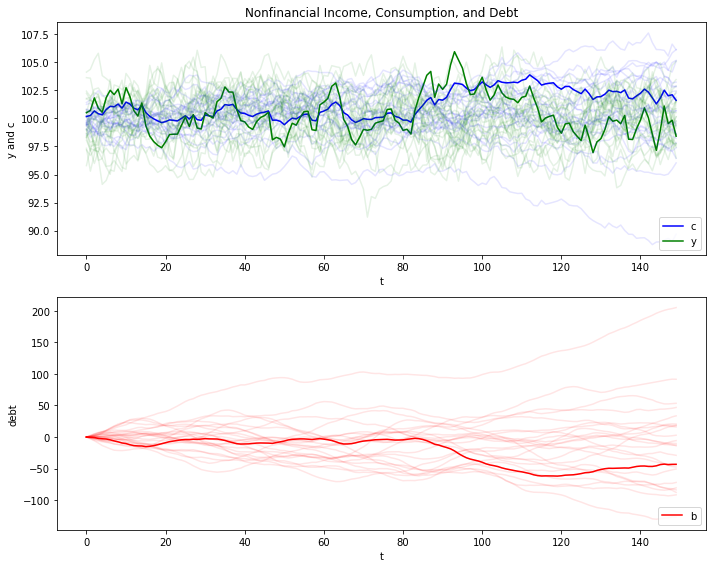 Nonfinancial Income, Consumption, and Debt
107.5
105.0
102.5
100.0
97.5
95.0
92.5
90.0
y and c
c
y
0 20 40 60 80 100 120 140
t
200
150
100
50
0
−50
−100
debt
b
0 20 40 60 80 100 120 140
t